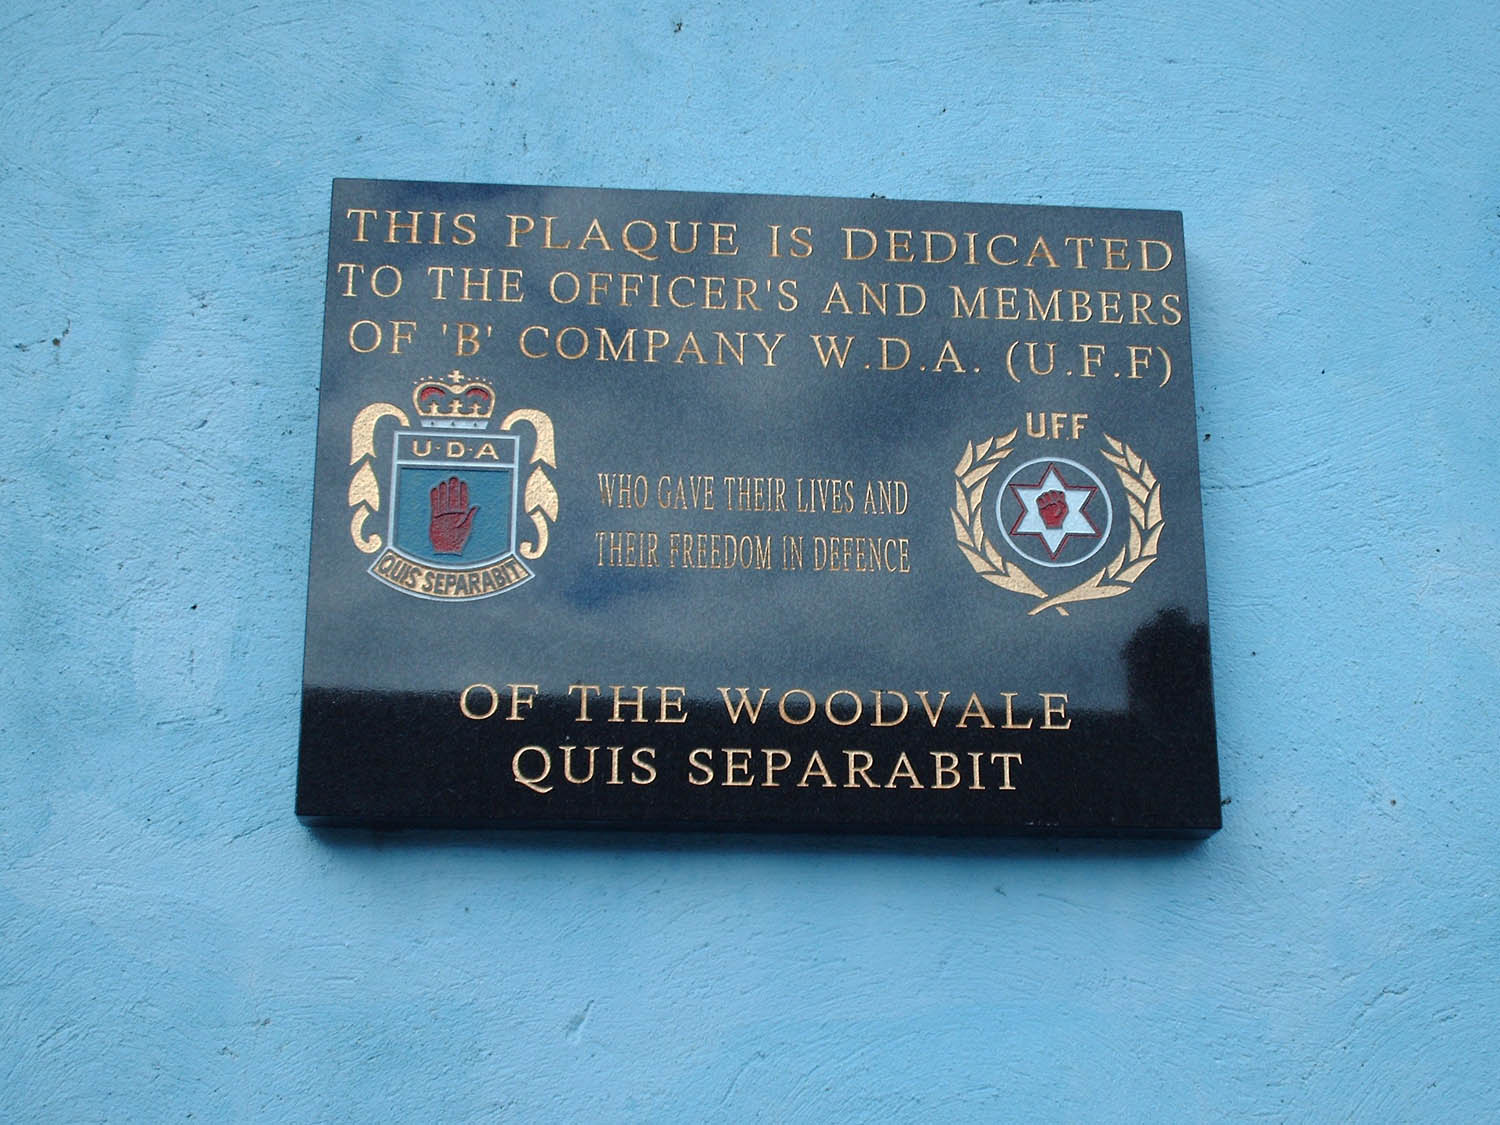 THIS PLAQUE IS DEDICATED
TO THE OFFICER'S AND MEMBERS
OF 'B' COMPANY W.D.A. (U.F.F)
U-D-A
QUIS SEPARABIT
WHO GAVE THEIR LIVES AND
THEIR FREEDOM IN DEFENCE
U.F.F
OF THE WOODVALE
QUIS SEPARABIT